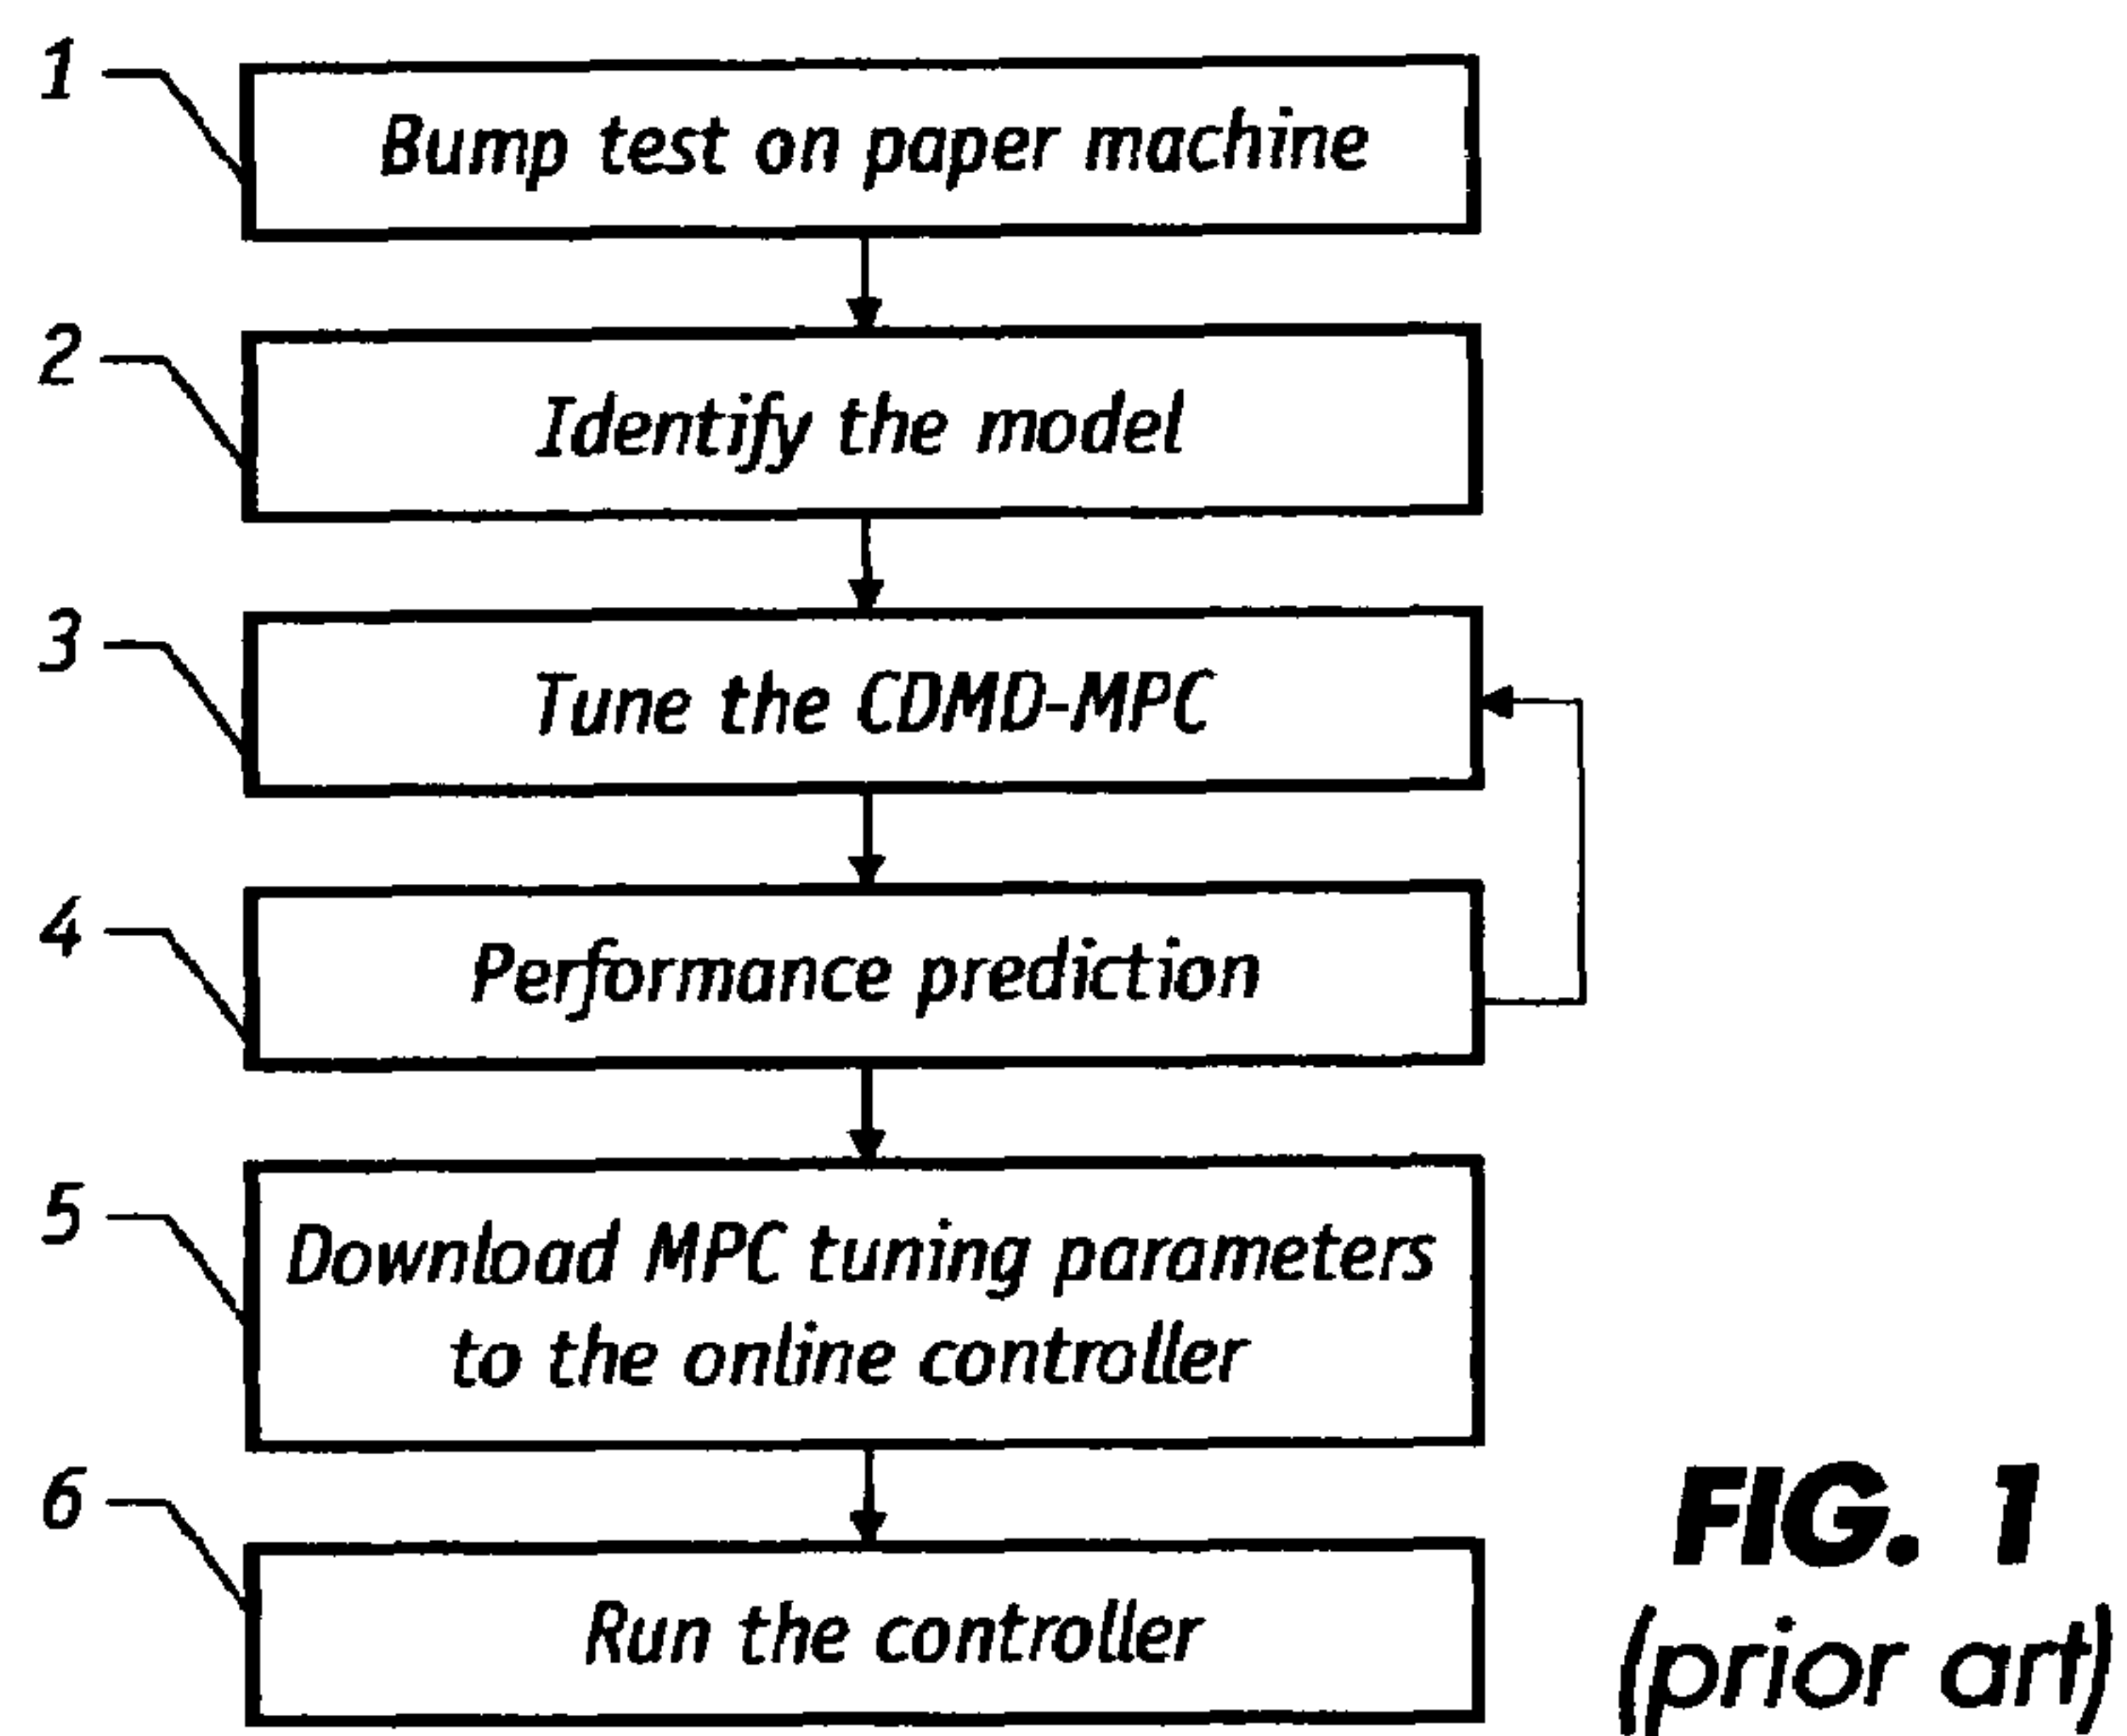 1
Bump test on paper machine
2
Identify the model
3
Tune the CDMD-MPC
4
Performance prediction
5
Download MPC tuning parameters
to the online controller
6
Run the controller
FIG. 1
(prior art)